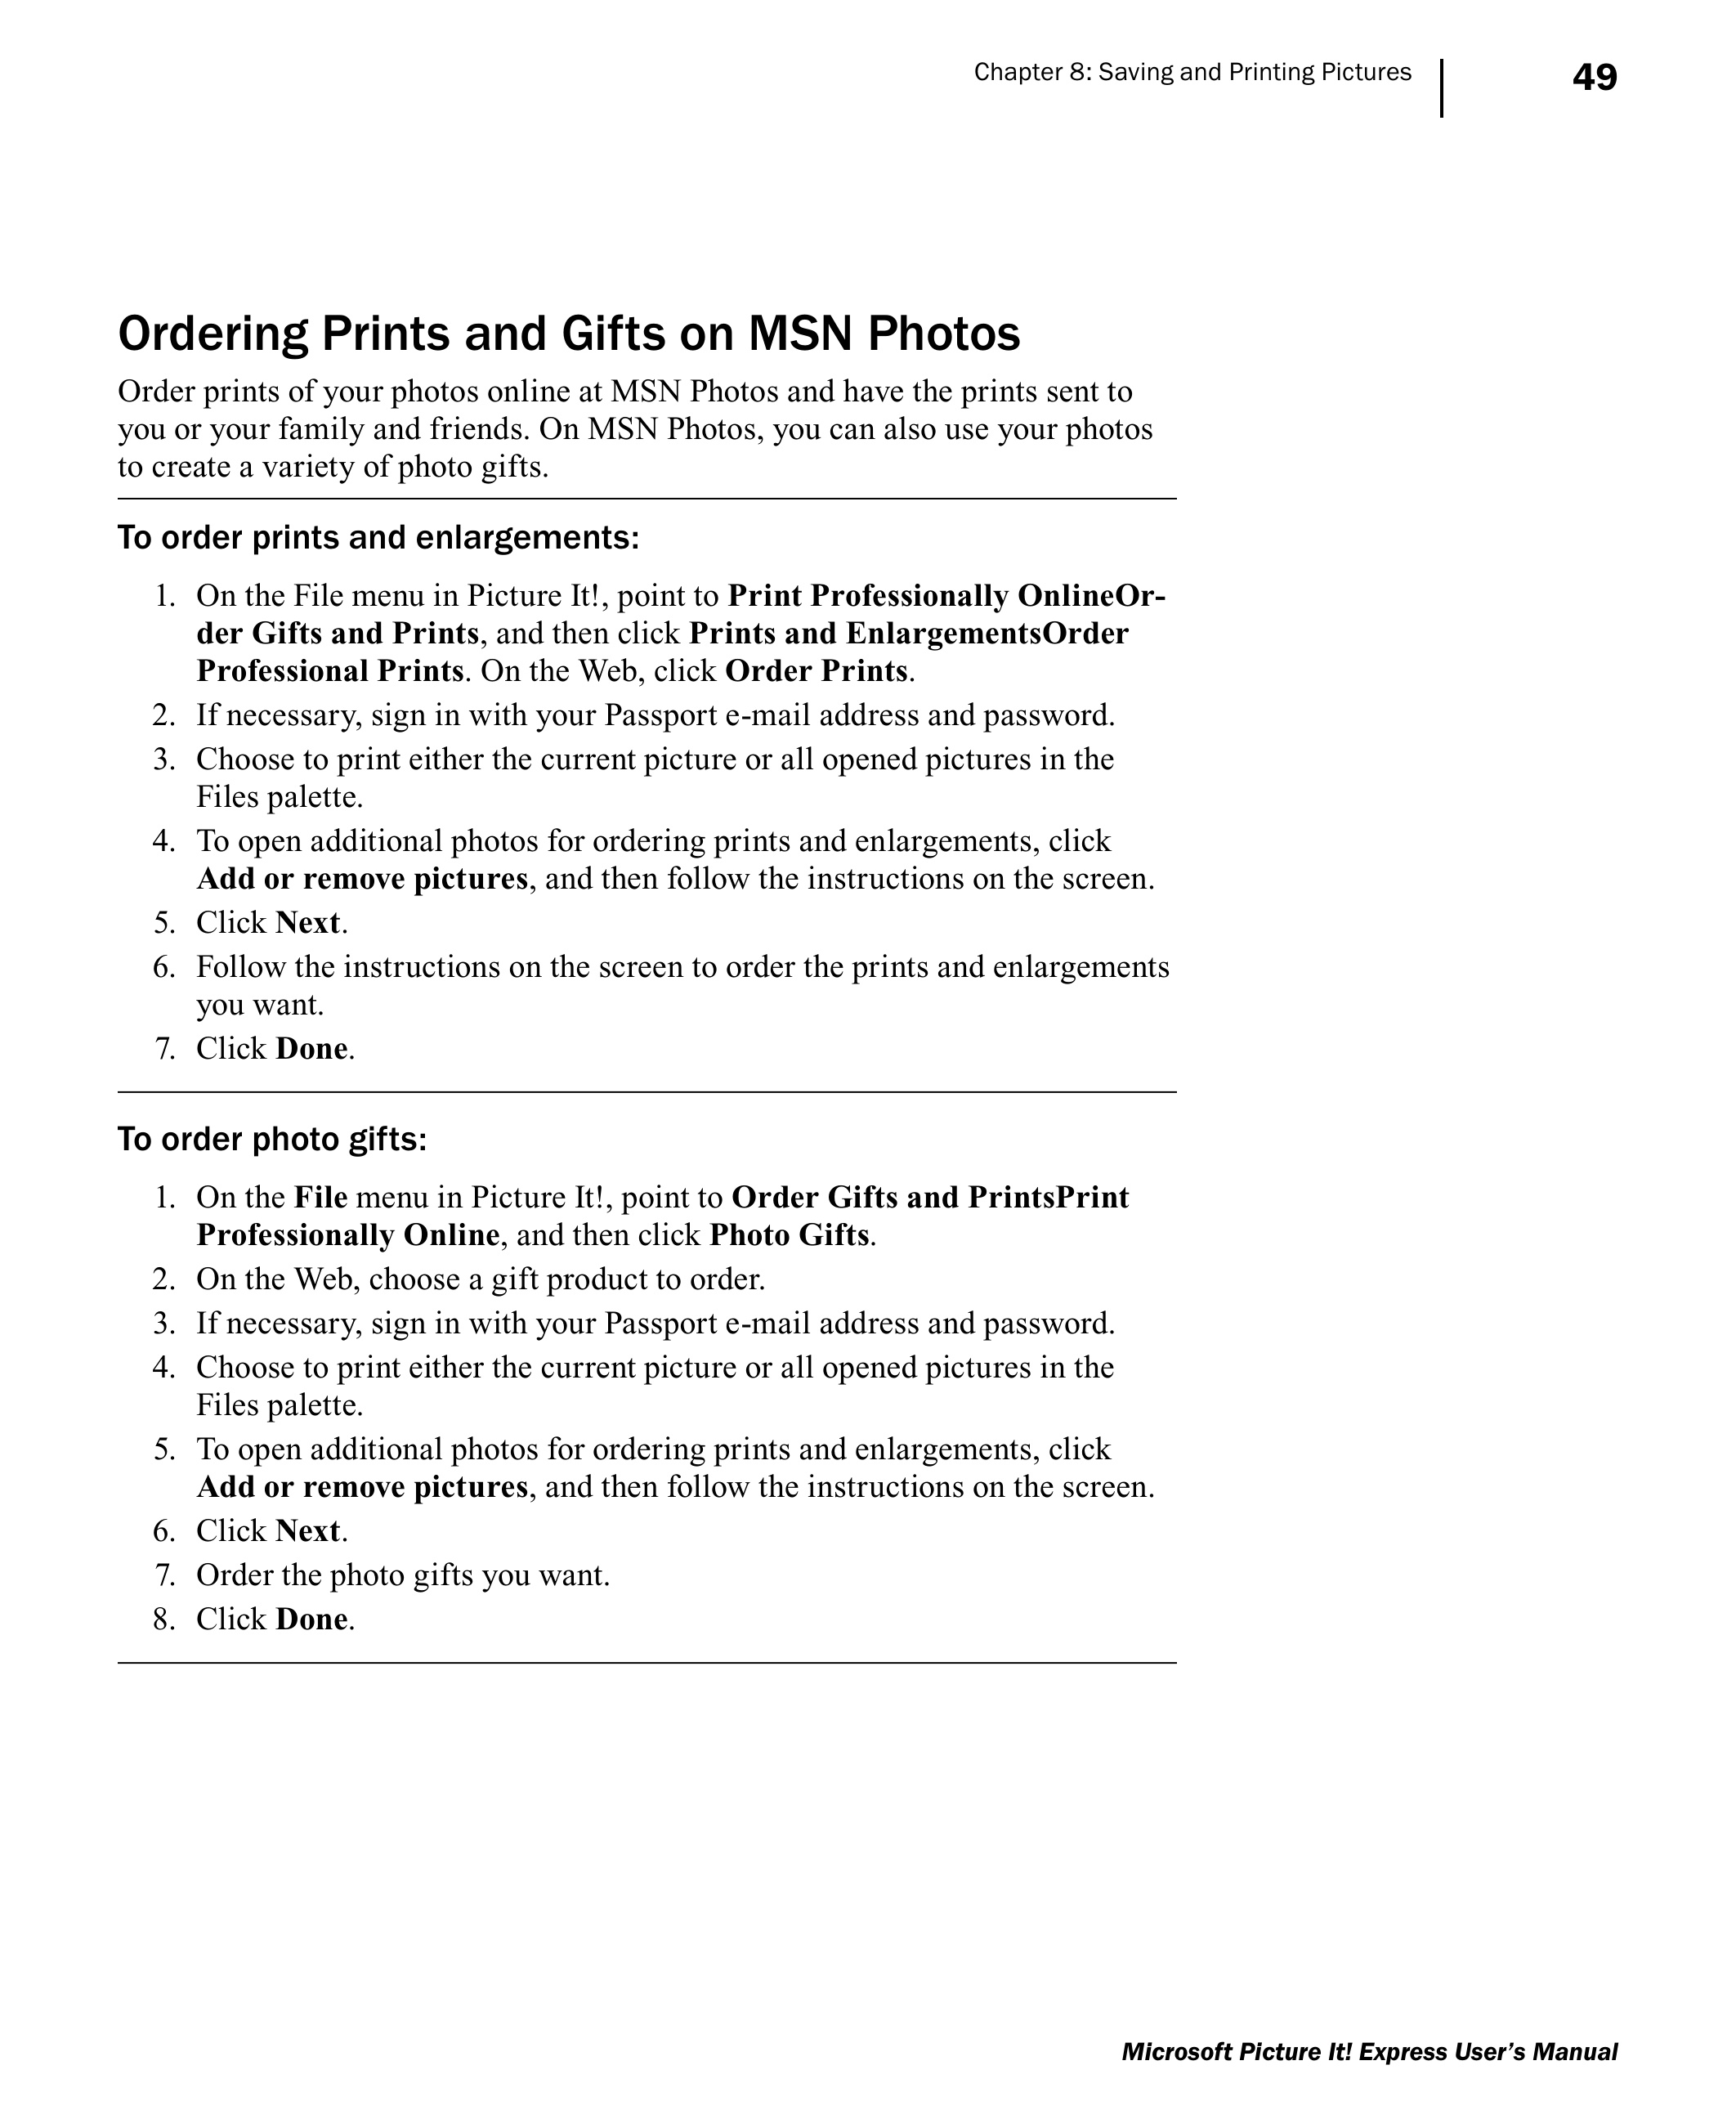 Chapter 8: Saving and Printing Pictures
49
Ordering Prints and Gifts on MSN Photos
Order prints of your photos online at MSN Photos and have the prints sent to
you or your family and friends. On MSN Photos, you can also use your photos
to create a variety of photo gifts.
To order prints and enlargements:
1. On the File menu in Picture It!, point to Print Professionally OnlineOr-
der Gifts and Prints, and then click Prints and EnlargementsOrder
Professional Prints. On the Web, click Order Prints.
2. If necessary, sign in with your Passport e-mail address and password.
3. Choose to print either the current picture or all opened pictures in the
Files palette.
4. To open additional photos for ordering prints and enlargements, click
Add or remove pictures, and then follow the instructions on the screen.
5. Click Next.
6. Follow the instructions on the screen to order the prints and enlargements
you want.
7. Click Done.
To order photo gifts:
1. On the File menu in Picture It!, point to Order Gifts and PrintsPrint
Professionally Online, and then click Photo Gifts.
2. On the Web, choose a gift product to order.
3. If necessary, sign in with your Passport e-mail address and password.
4. Choose to print either the current picture or all opened pictures in the
Files palette.
5. To open additional photos for ordering prints and enlargements, click
Add or remove pictures, and then follow the instructions on the screen.
6. Click Next.
7. Order the photo gifts you want.
8. Click Done.
Microsoft Picture It! Express User’s Manual